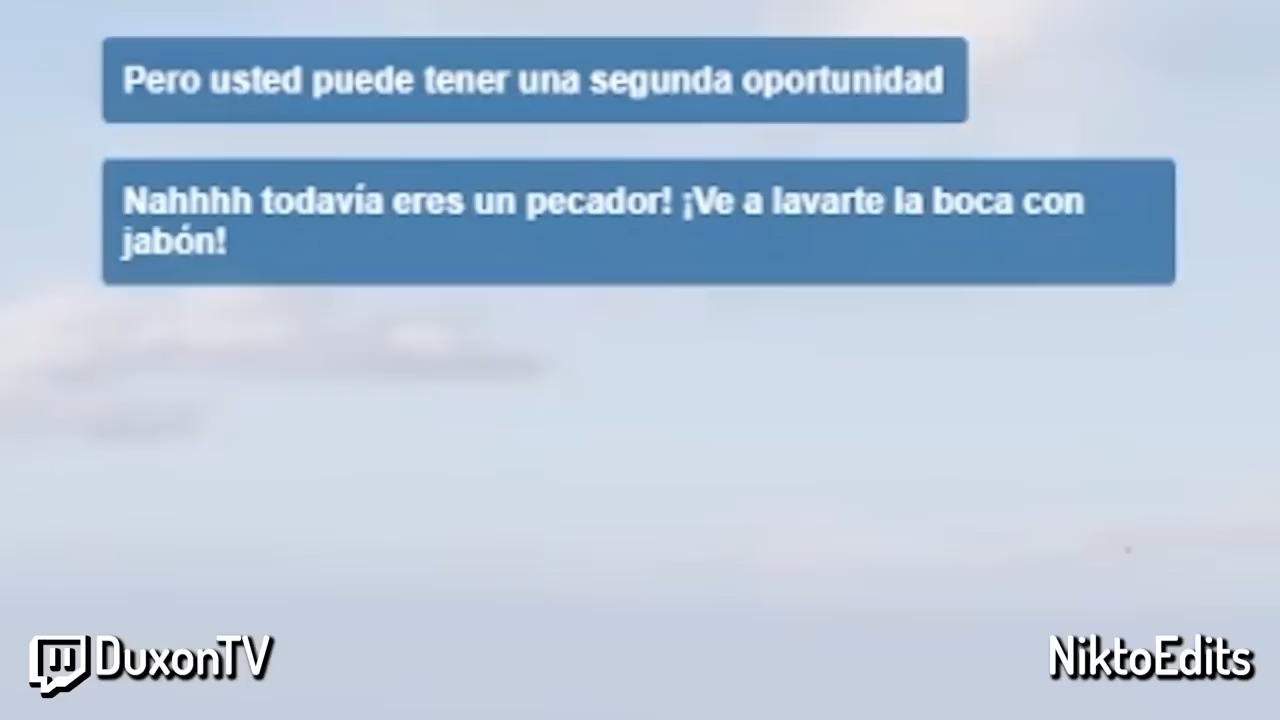 Pero usted puede tener una segunda oportunidad
Nahhhh todavía eres un pecador! ¡Ve a lavarte la boca con
jabón!
DuxonTV
NiktoEdits